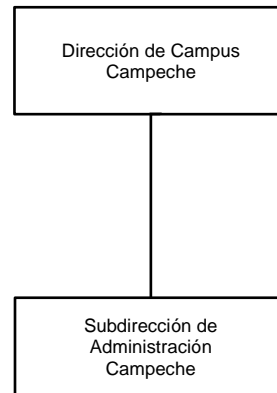 Dirección de Campus
Campeche
Subdirección de
Administración
Campeche